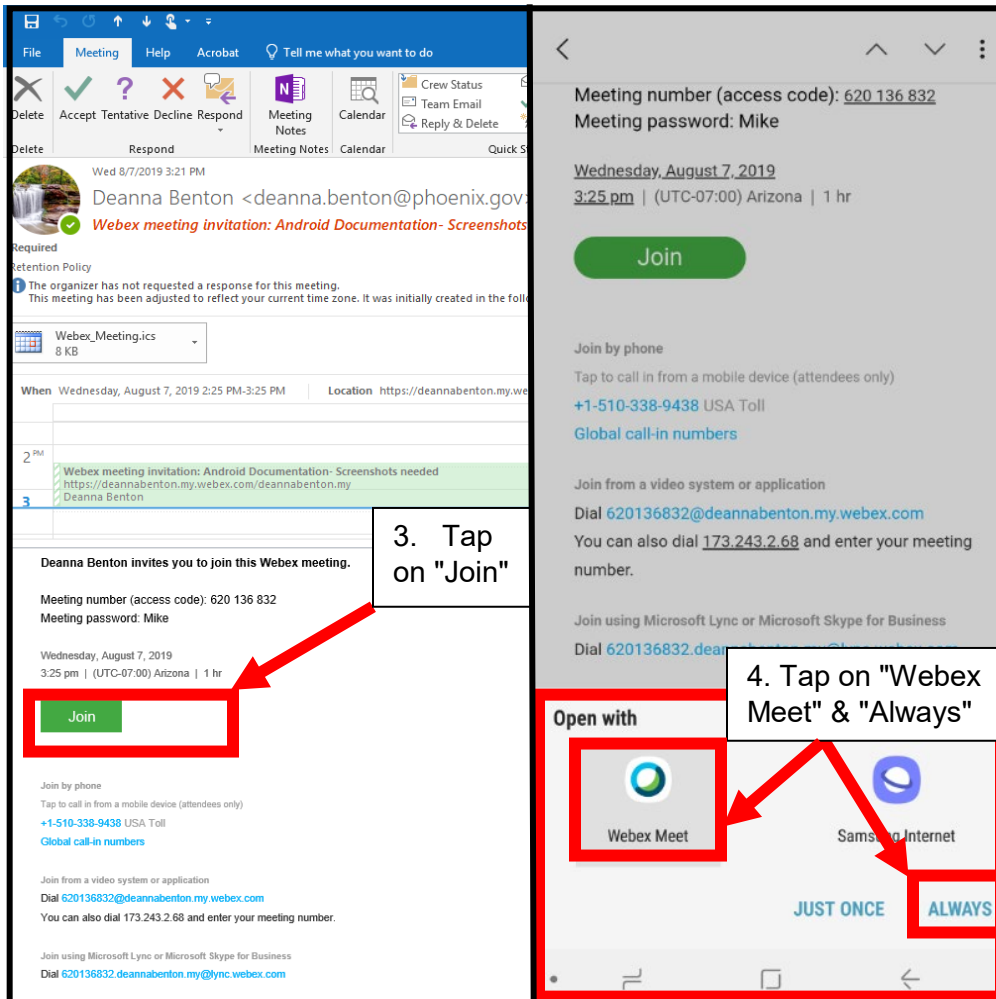 File Meeting Help Acrobat Tell me what you want to do
Delete Accept Tentative Decline Respond Meeting Notes Calendar
Crew Status
Team Email
Reply & Delete
Delete Respond Meeting Notes Calendar Quick
Wed 8/7/2019 3:21 PM
Deanna Benton <deanna.benton@phoenix.gov>
Webex meeting invitation: Android Documentation- Screenshots
Required
Retention Policy
The organizer has not requested a response for this meeting.
This meeting has been adjusted to reflect your current time zone. It was initially created in the
Webex_Meeting.ics
8 KB
When Wednesday, August 7, 2019 2:25 PM-3:25 PM Location https://deannabenton.my.we
2 PM
Webex meeting invitation: Android Documentation- Screenshots needed
https://deannabenton.my.webex.com/deannabenton.my
3 Deanna Benton
3. Tap
on "Join"
Deanna Benton invites you to join this Webex meeting.
Meeting number (access code): 620 136 832
Meeting password: Mike
Wednesday, August 7, 2019
3:25 pm | (UTC-07:00) Arizona | 1 hr
Join
Join by phone
Tap to call in from a mobile device (attendees only)
+1-510-338-9438 USA Toll
Global call-in numbers
Join from a video system or application
Dial 620136832@deannabenton.my.webex.com
You can also dial 173.243.2.68 and enter your meeting number.
Join using Microsoft Lync or Microsoft Skype for Business
Dial 620136832.deannabenton.my@lync.webex.com
Meeting number (access code): 620 136 832
Meeting password: Mike
Wednesday, August 7, 2019
3:25 pm | (UTC-07:00) Arizona | 1 hr
Join
Join by phone
Tap to call in from a mobile device (attendees only)
+1-510-338-9438 USA Toll
Global call-in numbers
Join from a video system or application
Dial 620136832@deannabenton.my.webex.com
You can also dial 173.243.2.68 and enter your meeting
number.
Join using Microsoft Lync or Microsoft Skype for Business
Dial
4. Tap on "Webex
Meet" & "Always"
Open with
Webex Meet Samsung Internet
JUST ONCE ALWAYS